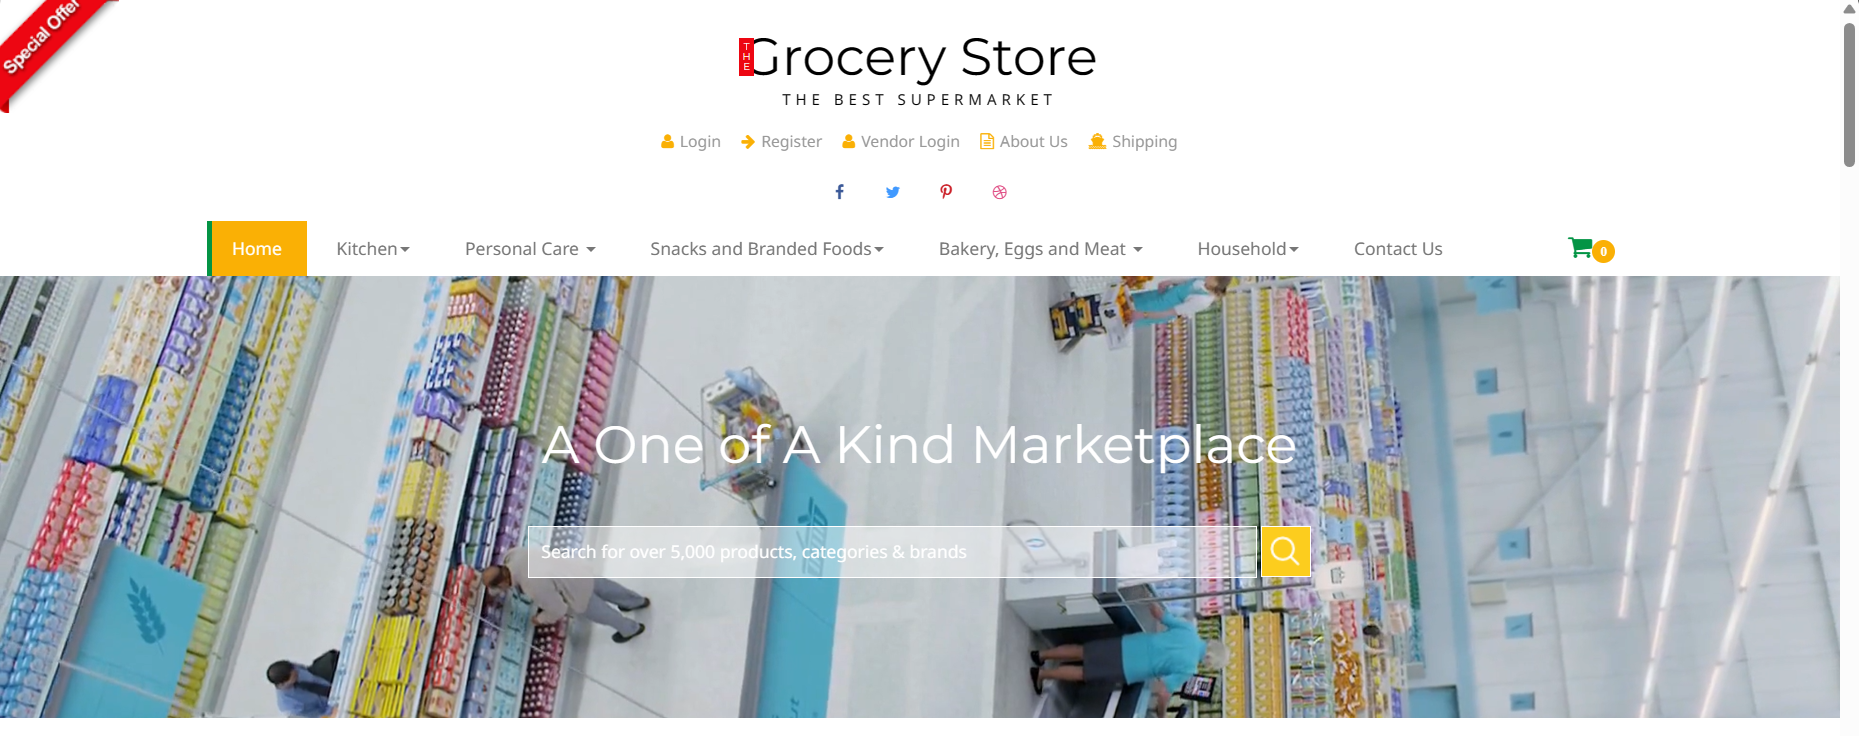 Special Offer
THE
Grocery Store
THE BEST SUPERMARKET
Login Register Vendor Login About Us Shipping
Home Kitchen Personal Care Snacks and Branded Foods Bakery, Eggs and Meat Household Contact Us 0
A One of A Kind Marketplace
Search for over 5,000 products, categories & brands